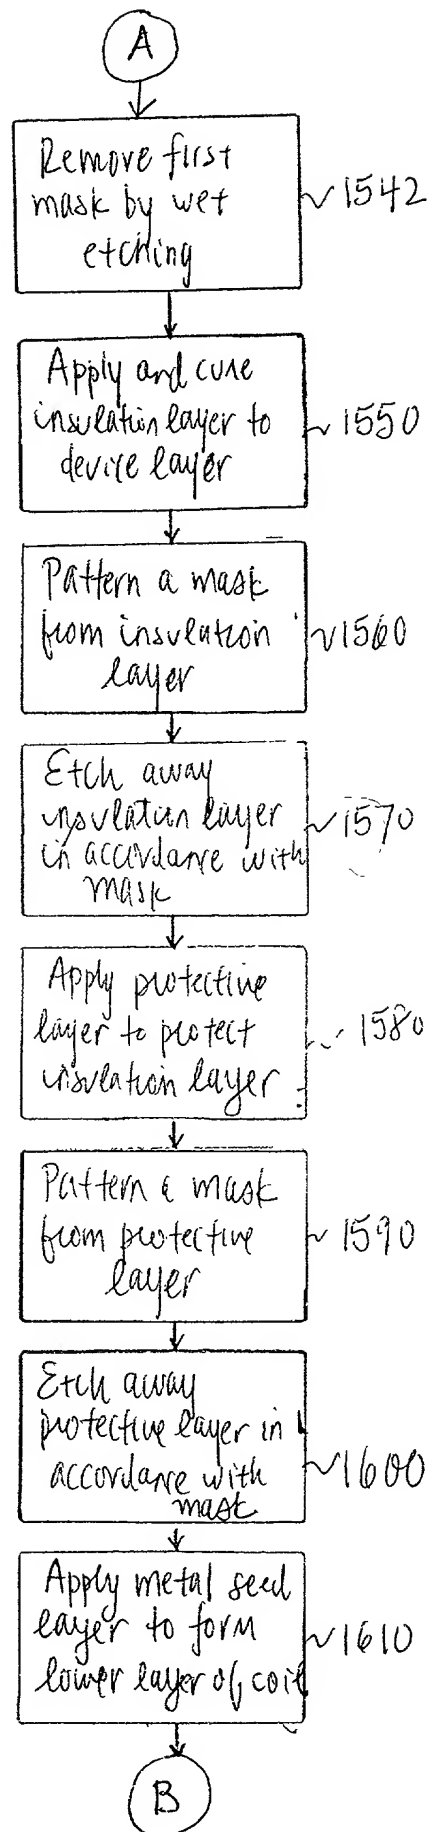 A
Remove first
mask by wet
etching
1542
Apply and cure
insulation layer to
device layer
1550
Pattern a mask
from insulation
layer
1560
Etch away
insulation layer
in accordance with
mask
1570
Apply protective
layer to protect
insulation layer
1580
Pattern a mask
from protective
layer
1590
Etch away
protective layer in
accordance with
mask
1600
Apply metal seed
layer to form
lower layer of coil
1610
B